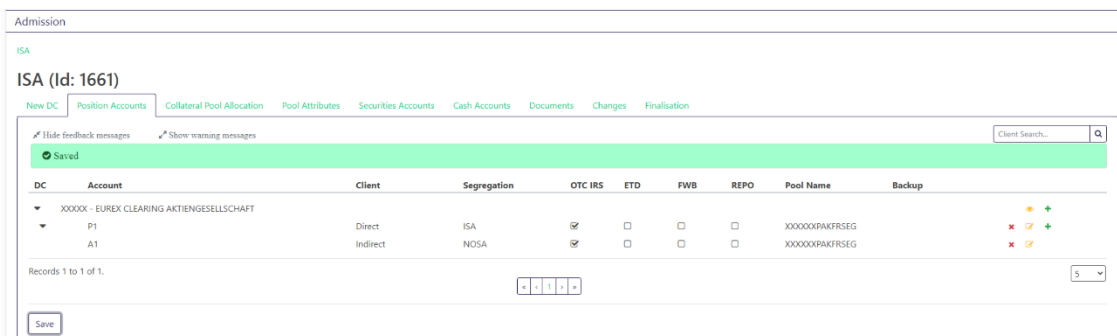 Admission
ISA
ISA (Id: 1661)
New DC Position Accounts Collateral Pool Allocation Pool Attributes Securities Accounts Cash Accounts Documents Changes Finalisation
Hide feedback messages Show warning messages Client Search...
Saved
DC Account Client Segregation OTC IRS ETD FWB REPO Pool Name Backup
XXXXX - EUREX CLEARING AKTIENGESELLSCHAFT
P1 Direct ISA XXXXXXPAKFRSEG
A1 Indirect NOSA XXXXXXPAKFRSEG
Records 1 to 1 of 1. « ‹ 1 › » 5
Save